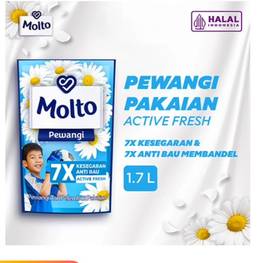 Molto
HALAL
INDONESIA
Molto
Pewangi
7X
KESEGARAN
ANTI BAU
ACTIVE FRESH
PEWANGI
PAKAIAN
ACTIVE FRESH
7X KESEGARAN &
7X ANTI BAU MEMBANDEL
1.7 L